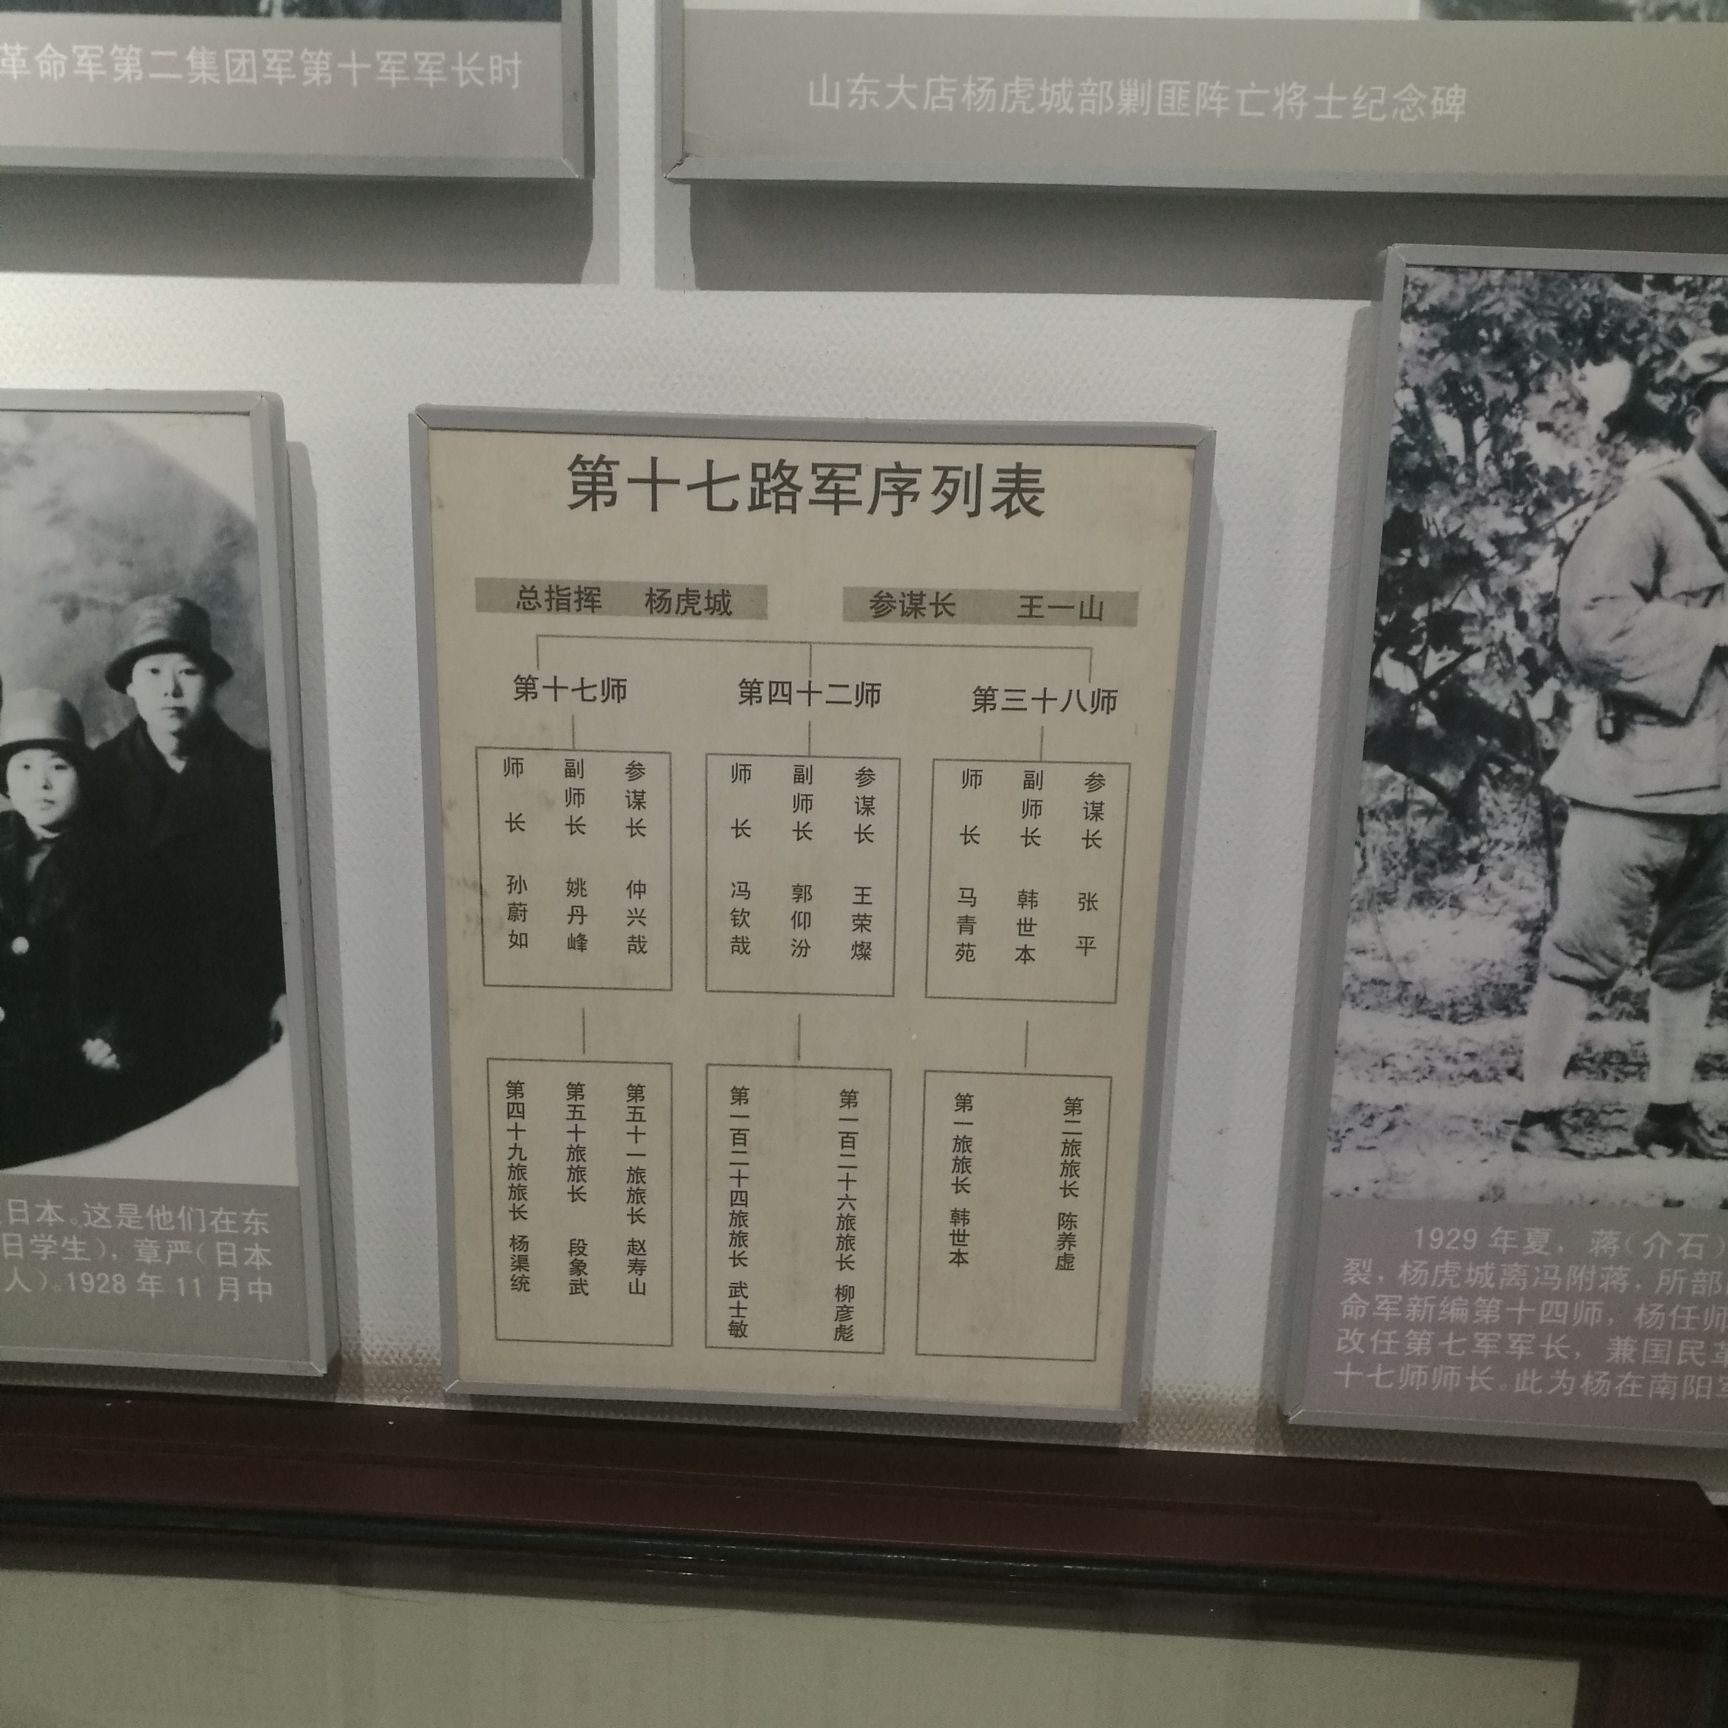 革命军第二集团军第十军军长时
山东大店杨虎城部剿匪阵亡将士纪念碑
第十七路军序列表
总指挥 杨虎城 参谋长 王一山
第十七师 第四十二师 第三十八师
师长 孙蔚如
副师长 姚丹峰
参谋长 仲兴哉
师长 冯钦哉
副师长 郭仰汾
参谋长 王荣燦
师长 马青苑
副师长 韩世本
参谋长 张平
第四十九旅旅长 杨渠统
第五十旅旅长 段象武
第五十一旅旅长 赵寿山
第一百二十四旅旅长 武士敏
第一百二十六旅旅长 柳彦彪
第一旅旅长 韩世本
第二旅旅长 陈养虚
日本。这是他们在东
日学生），章严（日本
人）。1928 年 11 月中
1929 年夏，蒋（介石）
裂，杨虎城离冯附蒋，所部
命军新编第十四师，杨任师
改任第七军军长，兼国民革
十七师师长。此为杨在南阳